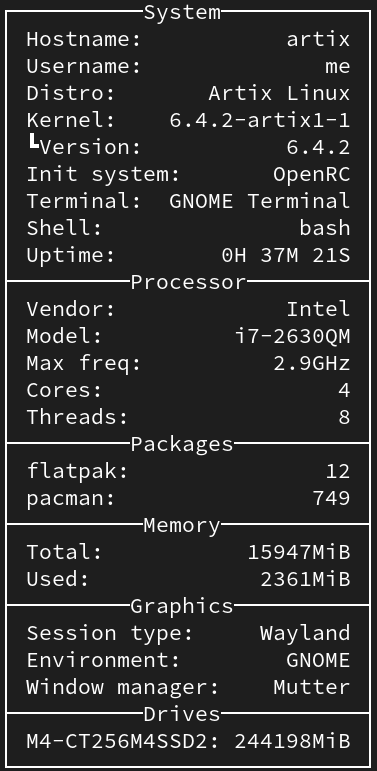 System
Hostname: artix
Username: me
Distro: Artix Linux
Kernel: 6.4.2-artix1-1
┗Version: 6.4.2
Init system: OpenRC
Terminal: GNOME Terminal
Shell: bash
Uptime: 0H 37M 21S
Processor
Vendor: Intel
Model: i7-2630QM
Max freq: 2.9GHz
Cores: 4
Threads: 8
Packages
flatpak: 12
pacman: 749
Memory
Total: 15947MiB
Used: 2361MiB
Graphics
Session type: Wayland
Environment: GNOME
Window manager: Mutter
Drives
M4-CT256M4SSD2: 244198MiB